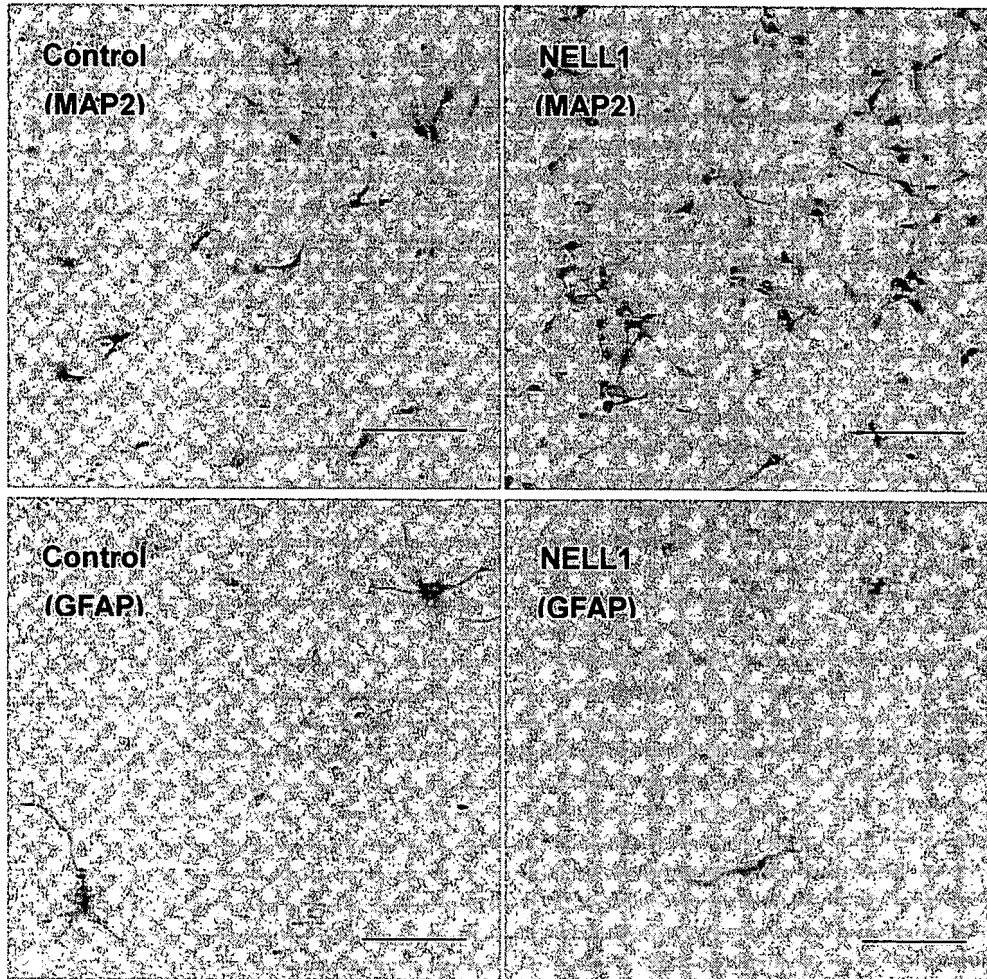 Control
(MAP2)
NELL1
(MAP2)
Control
(GFAP)
NELL1
(GFAP)